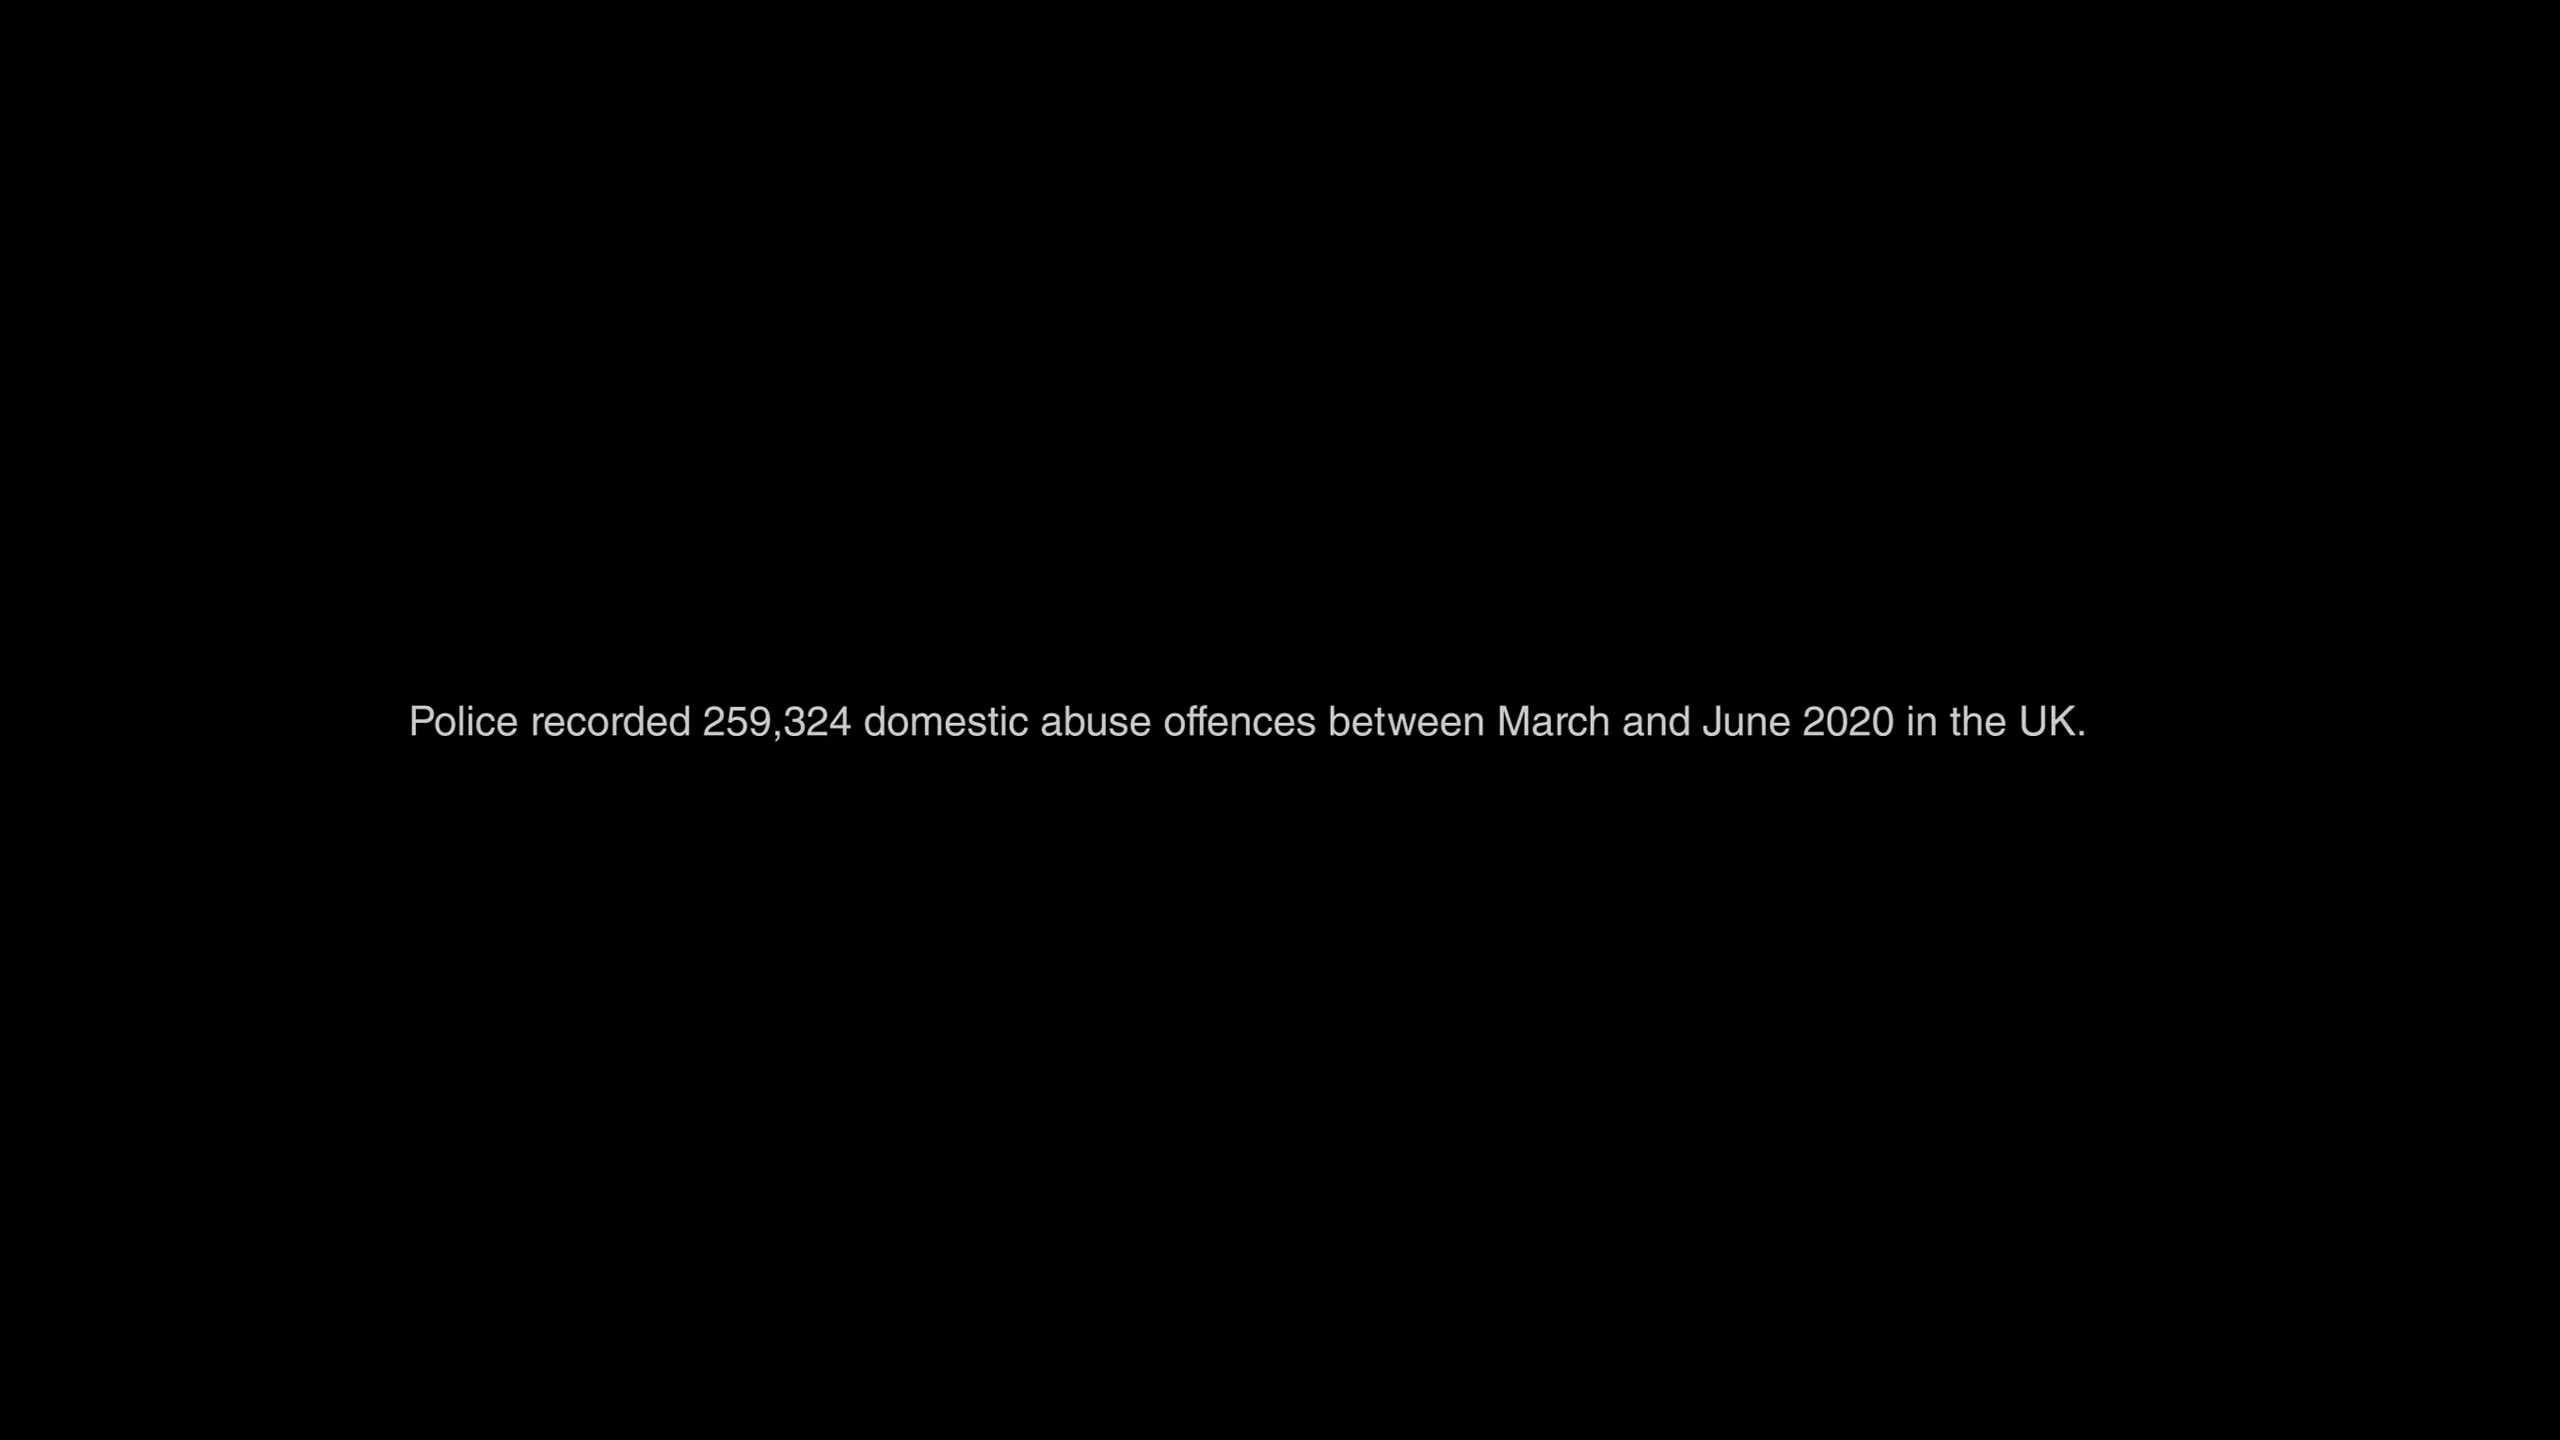 Police recorded 259,324 domestic abuse offences between March and June 2020 in the UK.